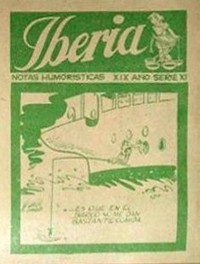 Iberia
NOTAS HUMORISTICAS XIX AÑO SERIE XI
...ES QUE EN EL
BARCO NO ME DAN
BASTANTE COMIDA